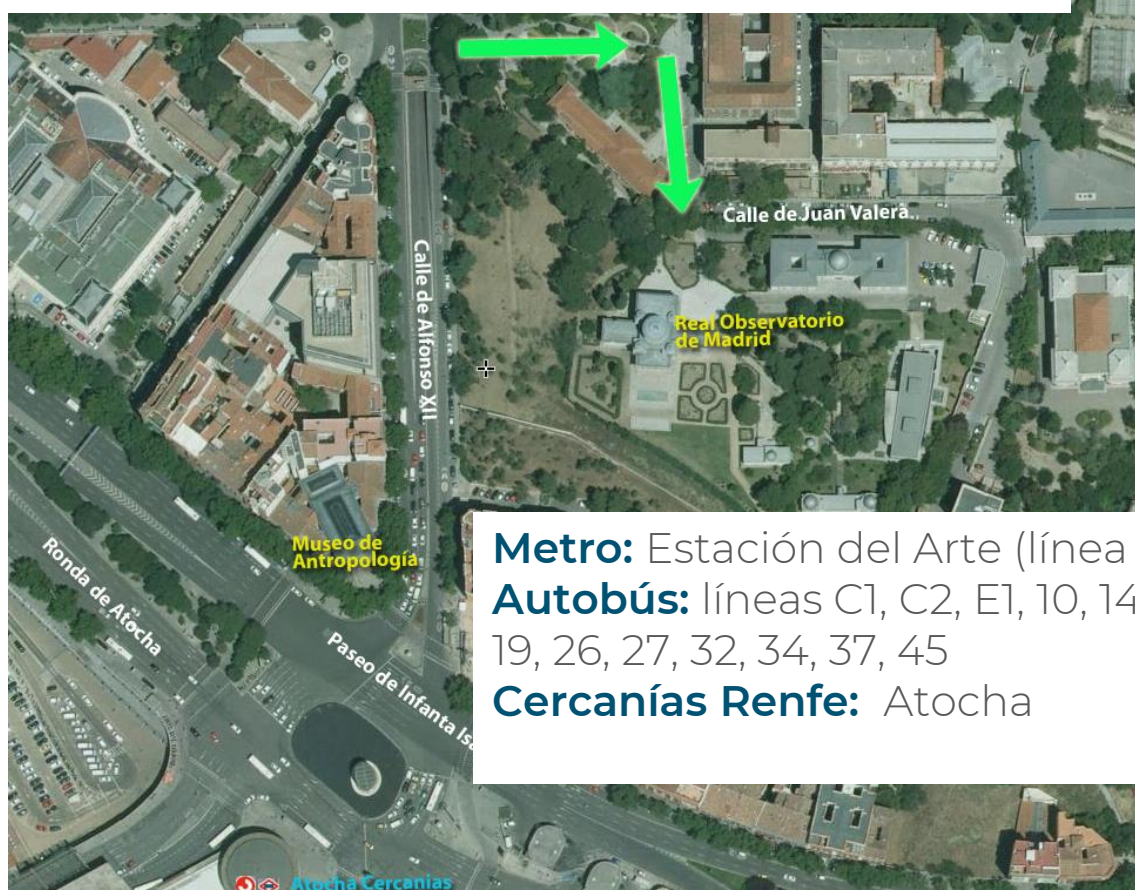 Calle de Juan Valera
Calle de Alfonso XII
Real Observatorio
de Madrid
Museo de
Antropología
Ronda de Atocha
Paseo de Infanta Isa
Metro: Estación del Arte (línea
Autobús: líneas C1, C2, E1, 10, 14
19, 26, 27, 32, 34, 37, 45
Cercanías Renfe: Atocha
Atocha Cercanías